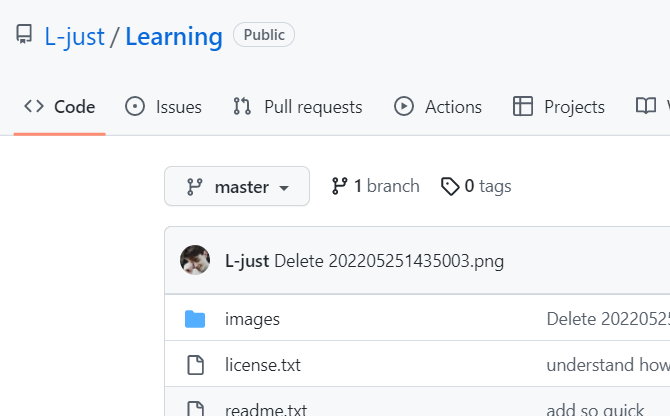 L-just / Learning Public
Code Issues Pull requests Actions Projects
master 1 branch 0 tags
L-just Delete 202205251435003.png
images Delete 2022052
license.txt understand how
readme.txt add so quick